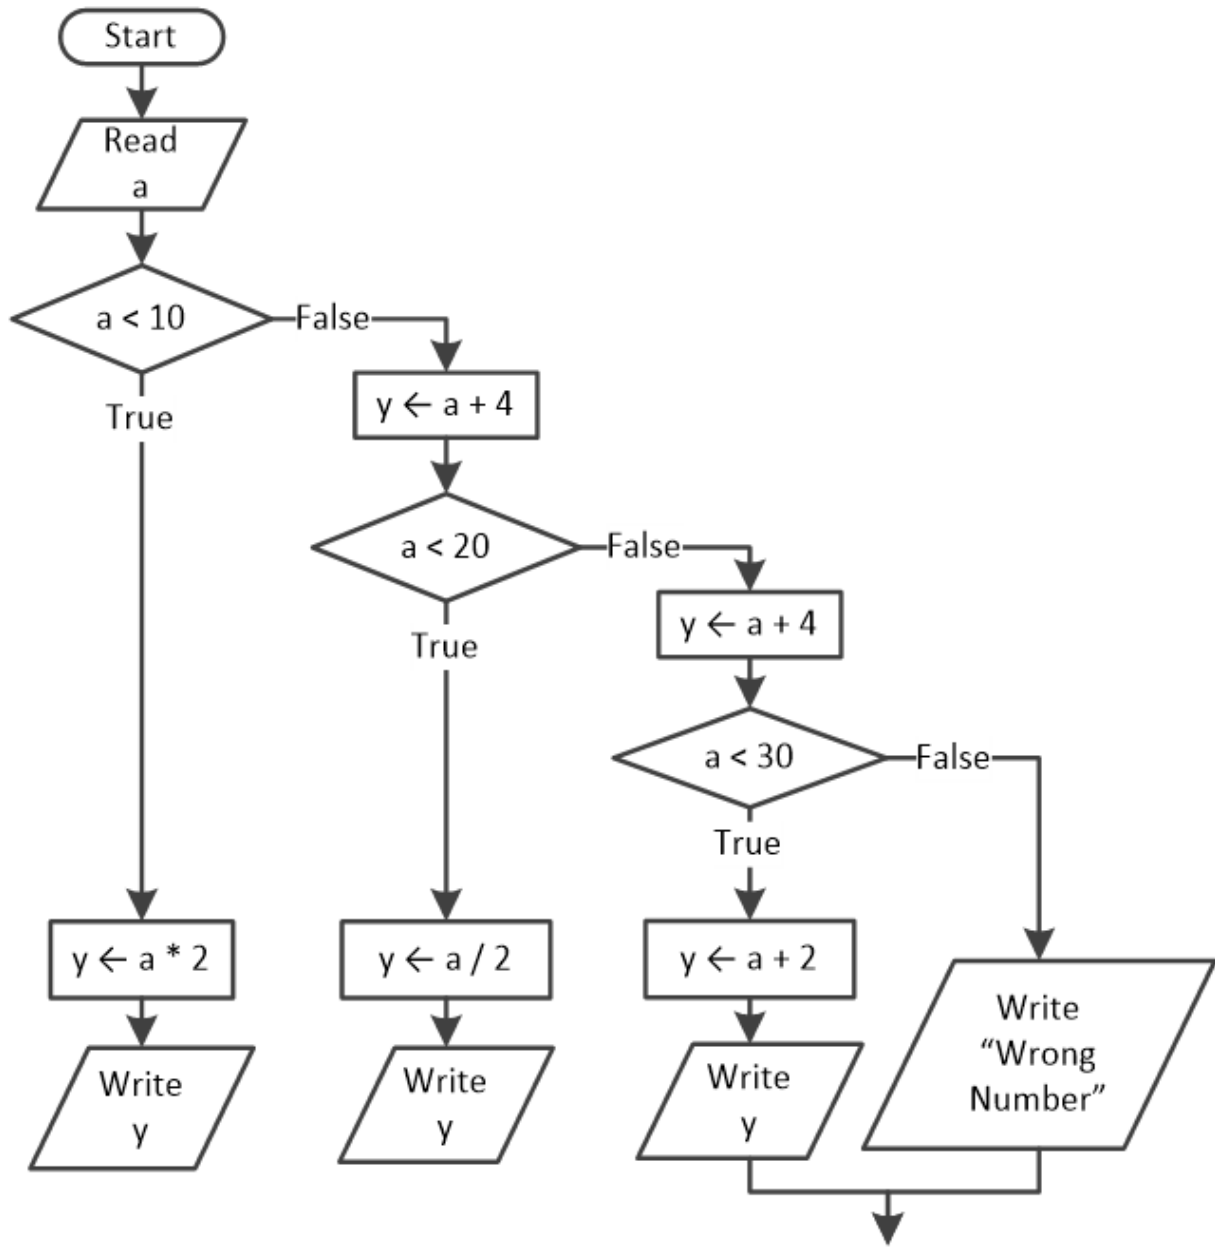 Start
Read
a
a < 10
False
True
y ← a + 4
a < 20
False
True
y ← a + 4
a < 30
False
True
y ← a * 2
y ← a / 2
y ← a + 2
Write
y
Write
y
Write
y
Write
“Wrong
Number”